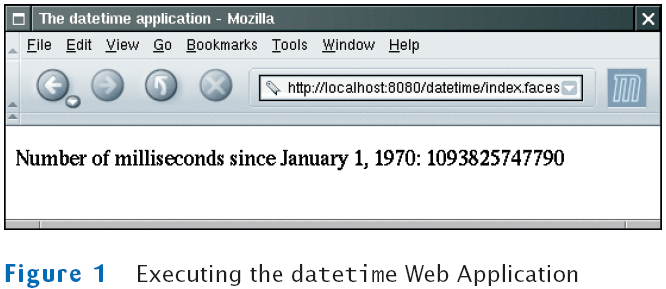 The datetime application - Mozilla
File Edit View Go Bookmarks Tools Window Help
http://localhost:8080/datetime/index.faces
Number of milliseconds since January 1, 1970: 1093825747790
Figure 1 Executing the datetime Web Application